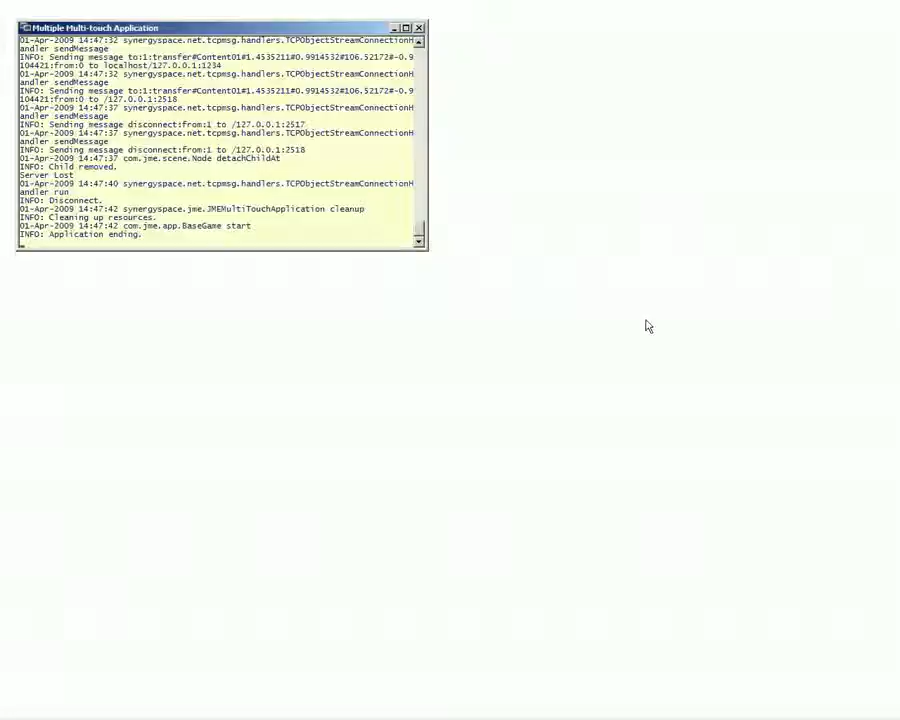 Multiple Multi-touch Application
01-Apr-2009 14:47:32 synergyspace.net.tcpmsg.handlers.TCPObjectStreamConnectionH
andler sendMessage
INFO: Sending message to:1:transfer#Content01#1.4535211#0.9914532#106.52172#-0.9
104421:from:0 to localhost/127.0.0.1:1234
01-Apr-2009 14:47:32 synergyspace.net.tcpmsg.handlers.TCPObjectStreamConnectionH
andler sendMessage
INFO: Sending message to:1:transfer#Content01#1.4535211#0.9914532#106.52172#-0.9
104421:from:0 to /127.0.0.1:2518
01-Apr-2009 14:47:37 synergyspace.net.tcpmsg.handlers.TCPObjectStreamConnectionH
andler sendMessage
INFO: Sending message disconnect:from:1 to /127.0.0.1:2517
01-Apr-2009 14:47:37 synergyspace.net.tcpmsg.handlers.TCPObjectStreamConnectionH
andler sendMessage
INFO: Sending message disconnect:from:1 to /127.0.0.1:2518
01-Apr-2009 14:47:37 com.jme.scene.Node detachChildAt
INFO: Child removed.
Server Lost
01-Apr-2009 14:47:40 synergyspace.net.tcpmsg.handlers.TCPObjectStreamConnectionH
andler run
INFO: Disconnect.
01-Apr-2009 14:47:42 synergyspace.jme.JMEMultiTouchApplication cleanup
INFO: Cleaning up resources.
01-Apr-2009 14:47:42 com.jme.app.BaseGame start
INFO: Application ending.